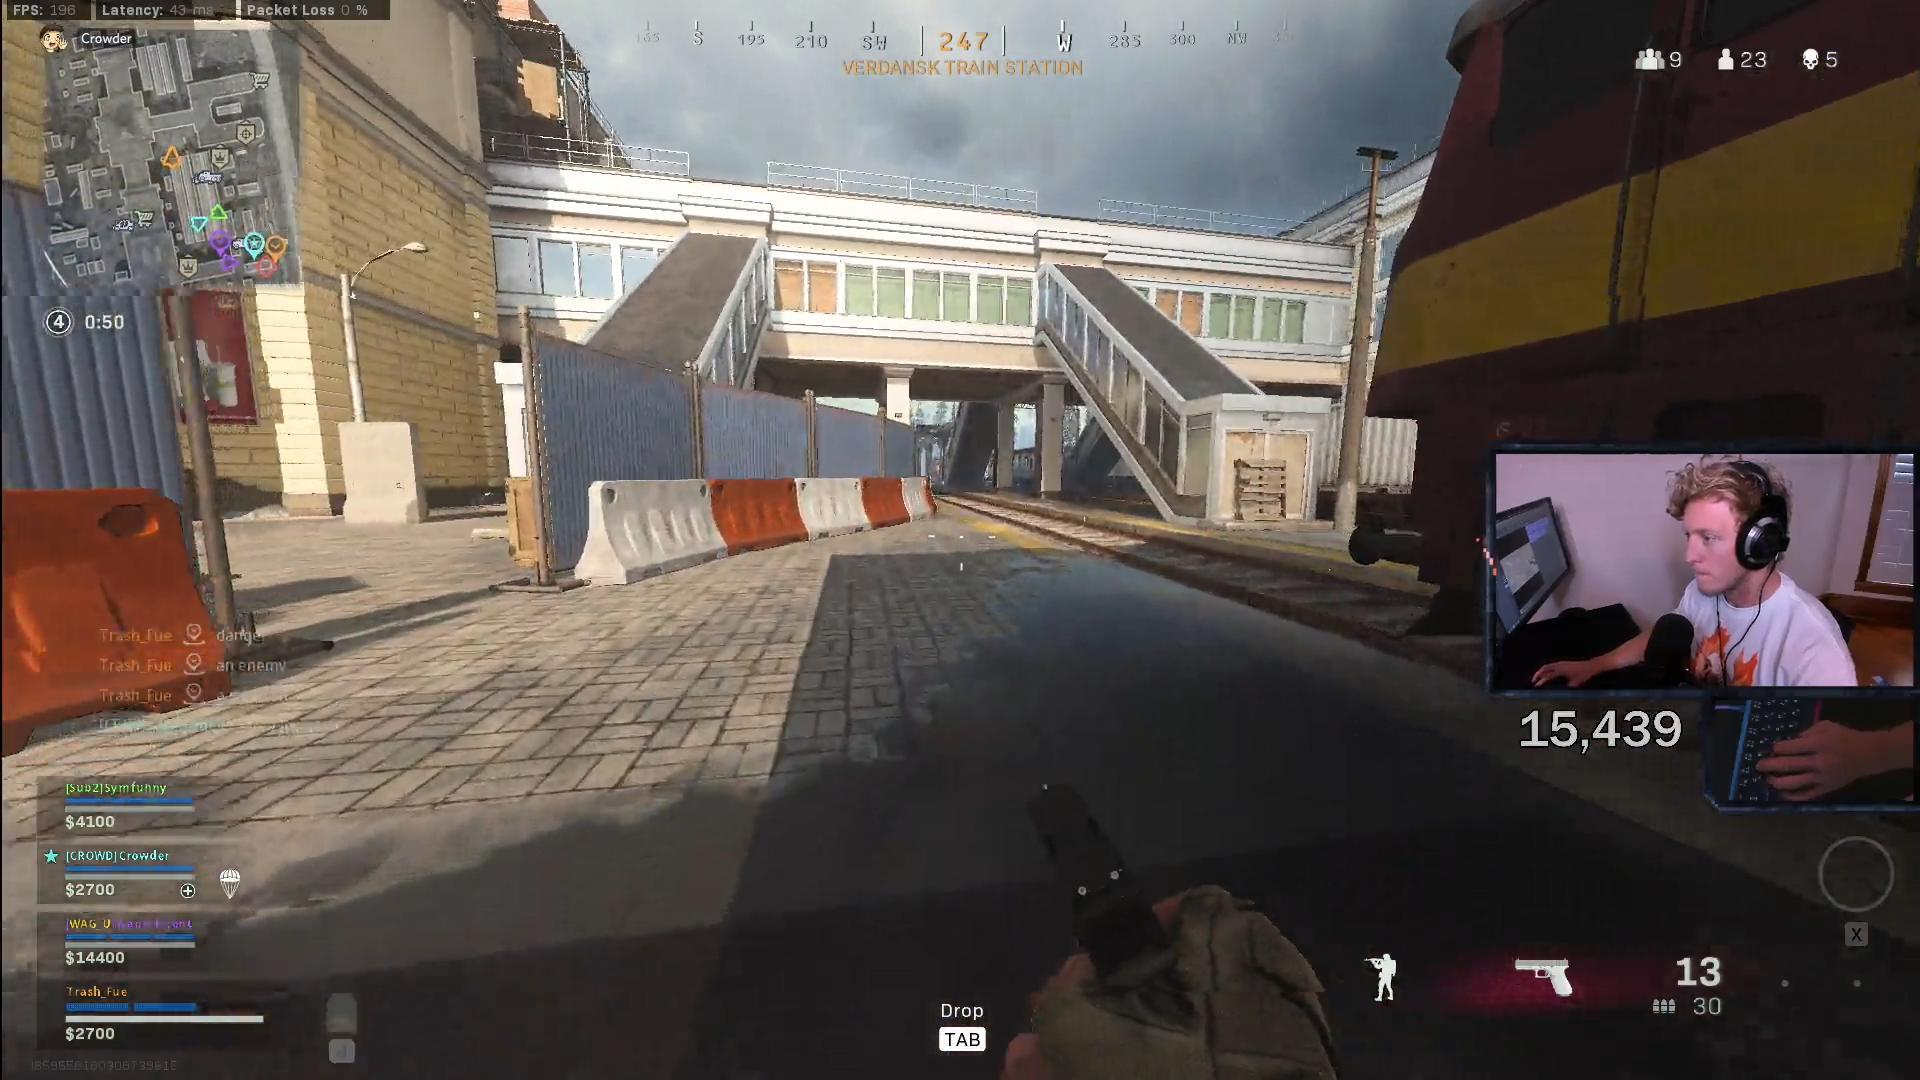 FPS: 196 Latency: 43 ms Packet Loss 0 %
Crowder
165 S 195 210 SW 247 W 285 300 NW
VERDANSK TRAIN STATION
9 23 5
4 0:50
Trash_Fue danger
Trash_Fue an enemy
Trash_Fue
15,439
[Sub2]Symfunny
$4100
[CROWD]Crowder
$2700
[WAG_U
$14400
Trash_Fue
$2700
X
13
30
Drop
TAB